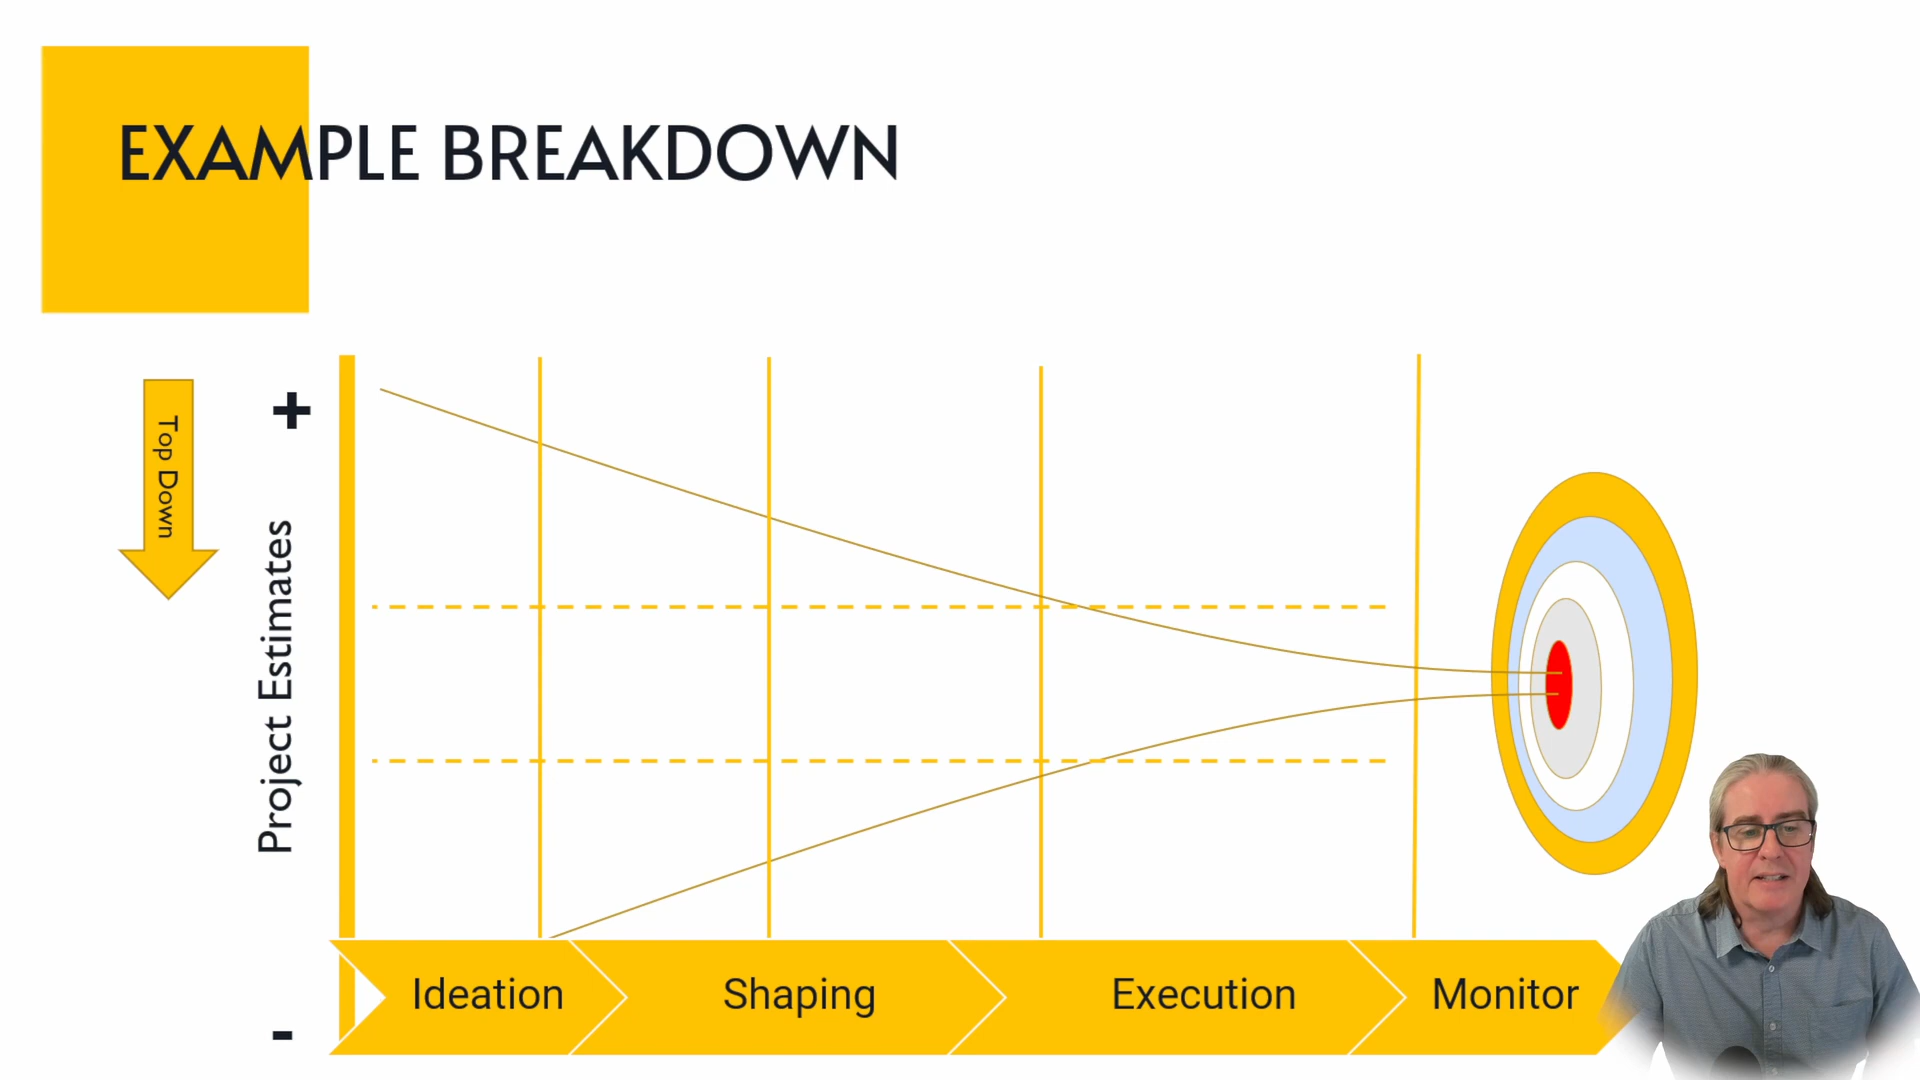 EXAMPLE BREAKDOWN
Top Down
+
Project Estimates
-
Ideation
Shaping
Execution
Monitor